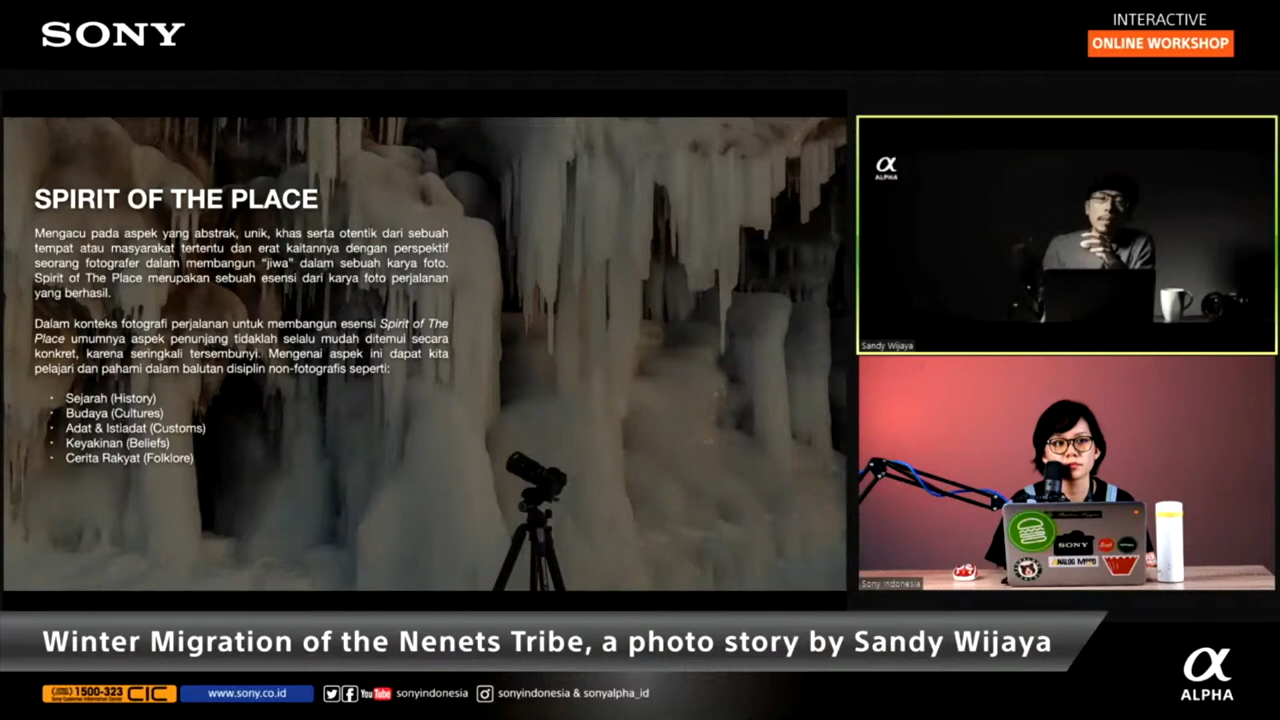 SONY
INTERACTIVE
ONLINE WORKSHOP
SPIRIT OF THE PLACE
Mengacu pada aspek yang abstrak, unik, khas serta otentik dari sebuah
tempat atau masyarakat tertentu dan erat kaitannya dengan perspektif
seorang fotografer dalam membangun “jiwa” dalam sebuah karya foto.
Spirit of The Place merupakan sebuah esensi dari karya foto perjalanan
yang berhasil.
Dalam konteks fotografi perjalanan untuk membangun esensi Spirit of The
Place umumnya aspek penunjang tidaklah selalu mudah ditemui secara
konkret, karena seringkali tersembunyi. Mengenai aspek ini dapat kita
pelajari dan pahami dalam balutan disiplin non-fotografis seperti:
· Sejarah (History)
· Budaya (Cultures)
· Adat & Istiadat (Customs)
· Keyakinan (Beliefs)
· Cerita Rakyat (Folklore)
α
ALPHA
Sandy Wijaya
SONY
Sony Indonesia
Winter Migration of the Nenets Tribe, a photo story by Sandy Wijaya
1500-323 CIC
Sony Customer Information Center
www.sony.co.id
YouTube sonyindonesia
sonyindonesia & sonyalpha_id
α
ALPHA